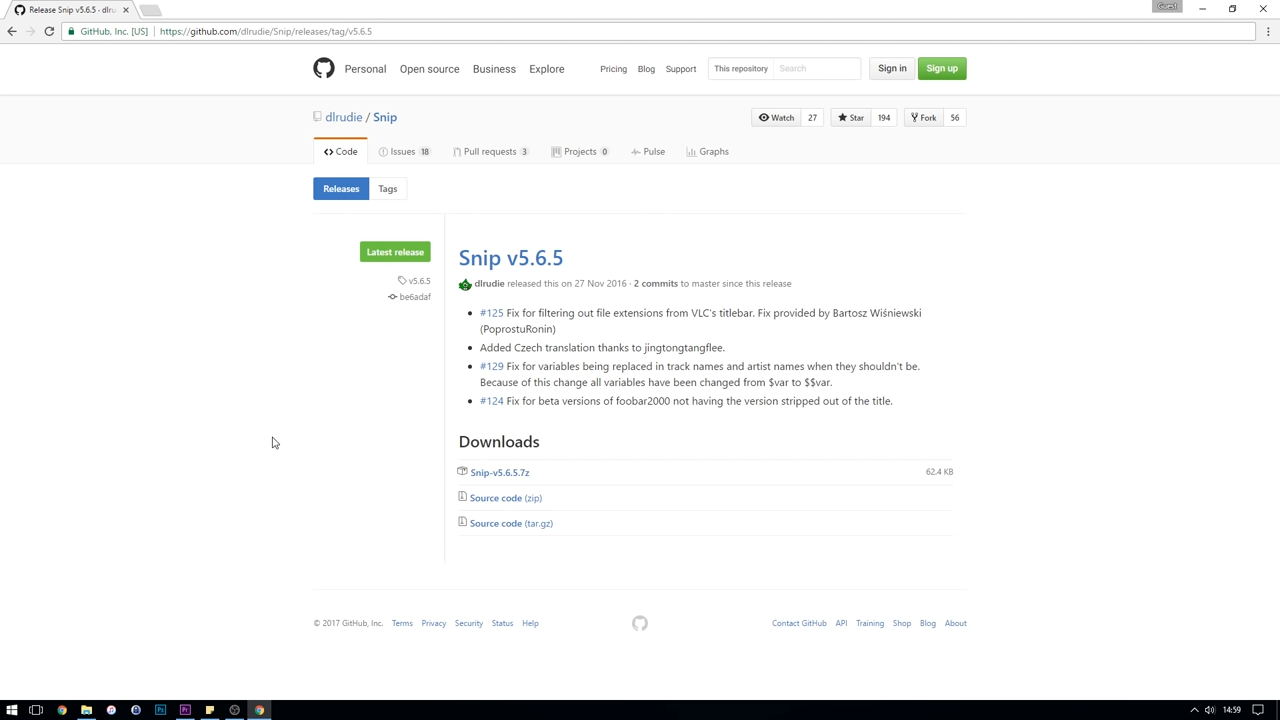 Release Snip v5.6.5 · dlru
Guest
GitHub, Inc. [US] https://github.com/dlrudie/Snip/releases/tag/v5.6.5
Personal Open source Business Explore Pricing Blog Support This repository Search Sign in Sign up
dlrudie / Snip Watch 27 Star 194 Fork 56
Code Issues 18 Pull requests 3 Projects 0 Pulse Graphs
Releases Tags
Latest release
v5.6.5
be6adaf
Snip v5.6.5
dlrudie released this on 27 Nov 2016 · 2 commits to master since this release
#125 Fix for filtering out file extensions from VLC's titlebar. Fix provided by Bartosz Wiśniewski
(PoprostuRonin)
Added Czech translation thanks to jingtongtangflee.
#129 Fix for variables being replaced in track names and artist names when they shouldn't be.
Because of this change all variables have been changed from $var to $$var.
#124 Fix for beta versions of foobar2000 not having the version stripped out of the title.
Downloads
Snip-v5.6.5.7z 62.4 KB
Source code (zip)
Source code (tar.gz)
© 2017 GitHub, Inc. Terms Privacy Security Status Help Contact GitHub API Training Shop Blog About
Ps Pr 14:59